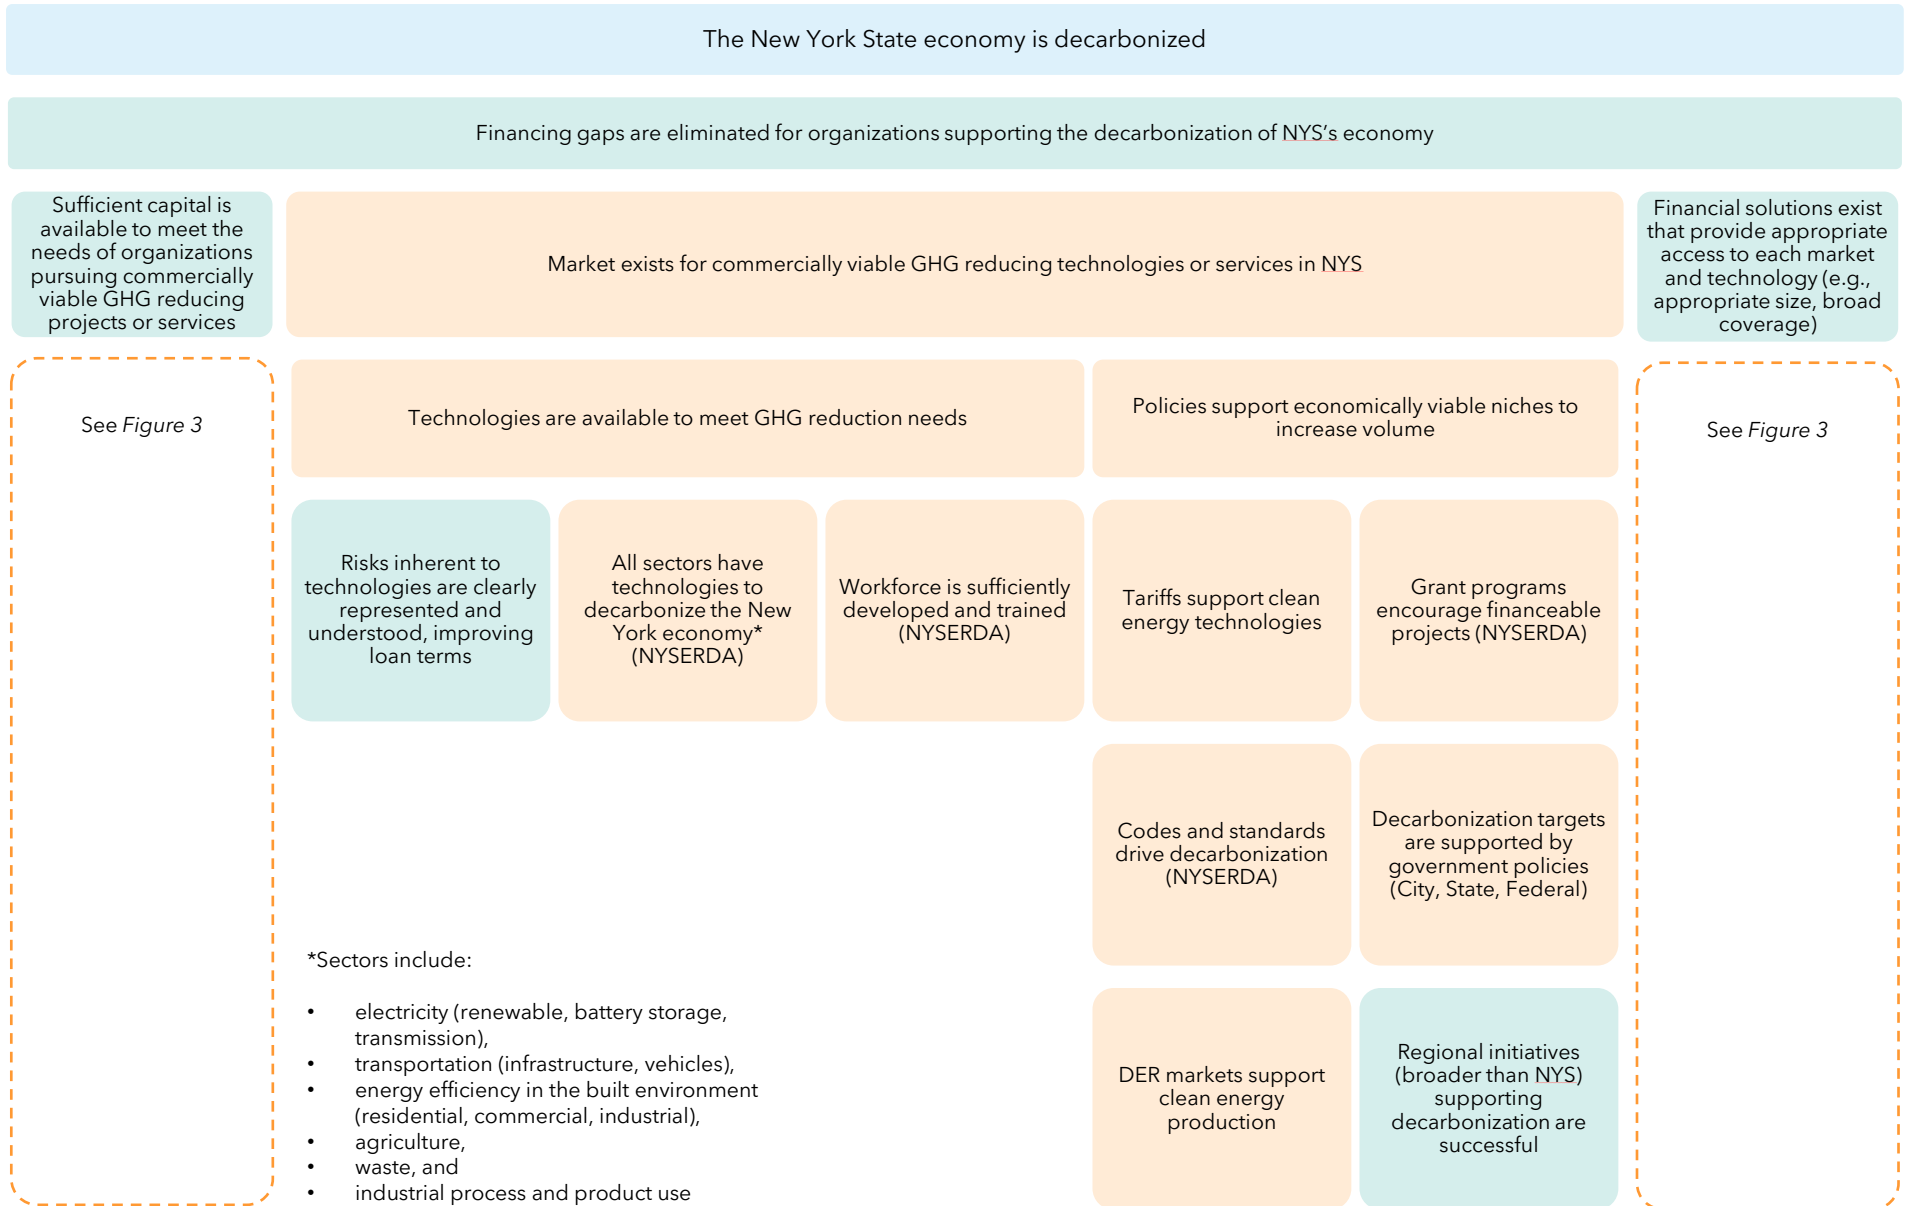 The New York State economy is decarbonized
Financing gaps are eliminated for organizations supporting the decarbonization of NYS's economy
Sufficient capital is
available to meet the
needs of organizations
pursuing commercially
viable GHG reducing
projects or services
Market exists for commercially viable GHG reducing technologies or services in NYS
Financial solutions exist
that provide appropriate
access to each market
and technology (e.g.,
appropriate size, broad
coverage)
See Figure 3
Technologies are available to meet GHG reduction needs
Policies support economically viable niches to
increase volume
See Figure 3
Risks inherent to
technologies are clearly
represented and
understood, improving
loan terms
All sectors have
technologies to
decarbonize the New
York economy*
(NYSERDA)
Workforce is sufficiently
developed and trained
(NYSERDA)
Tariffs support clean
energy technologies
Grant programs
encourage financeable
projects (NYSERDA)
Codes and standards
drive decarbonization
(NYSERDA)
Decarbonization targets
are supported by
government policies
(City, State, Federal)
*Sectors include:
• electricity (renewable, battery storage,
transmission),
• transportation (infrastructure, vehicles),
• energy efficiency in the built environment
(residential, commercial, industrial),
• agriculture,
• waste, and
• industrial process and product use
DER markets support
clean energy
production
Regional initiatives
(broader than NYS)
supporting
decarbonization are
successful